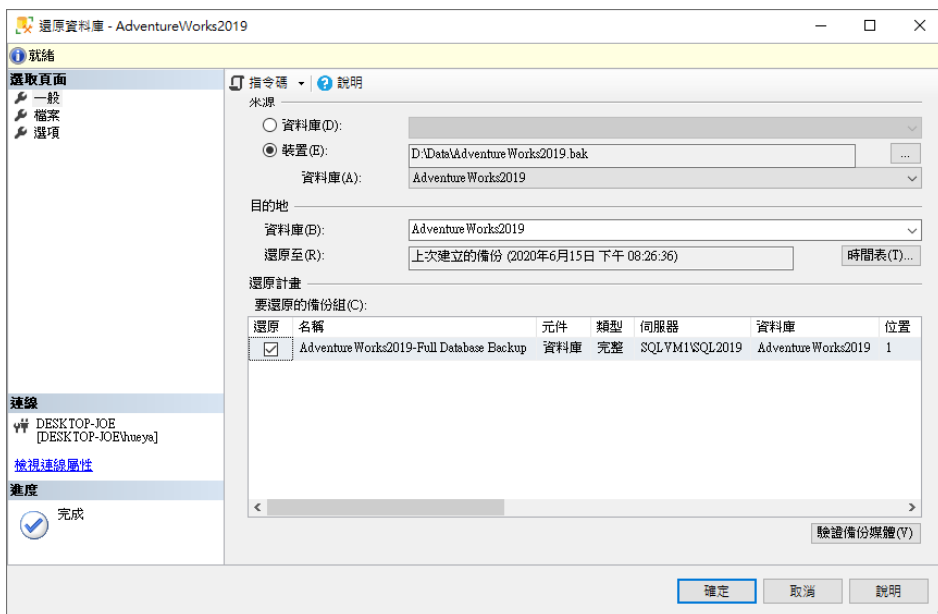 還原資料庫 - AdventureWorks2019
就緒
選取頁面
一般
檔案
選項
指令碼
說明
來源
資料庫(D):
裝置(E):
D:\Data\AdventureWorks2019.bak
...
資料庫(A):
AdventureWorks2019
目的地
資料庫(B):
AdventureWorks2019
還原至(R):
上次建立的備份 (2020年6月15日 下午 08:26:36)
時間表(T)...
還原計畫
要還原的備份組(C):
還原 名稱 元件 類型 伺服器 資料庫 位置
AdventureWorks2019-Full Database Backup 資料庫 完整 SQLVM1\SQL2019 AdventureWorks2019 1
連線
DESKTOP-JOE
[DESKTOP-JOE\hueya]
檢視連線屬性
進度
完成
驗證備份媒體(V)
確定 取消 說明